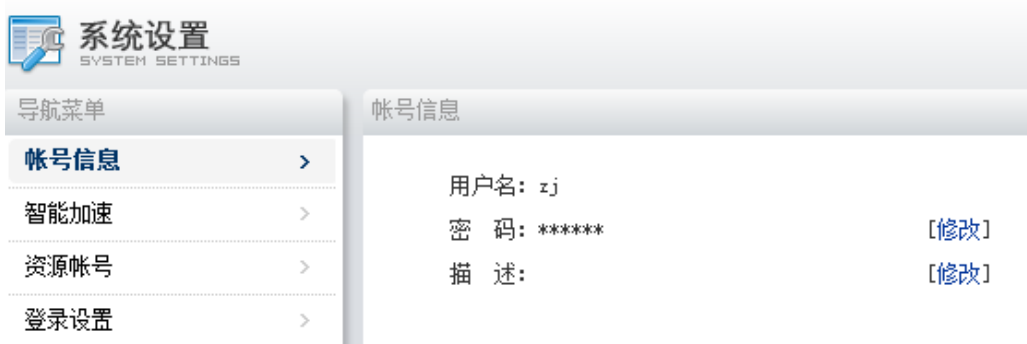 系统设置
SYSTEM SETTINGS
导航菜单
帐号信息
智能加速
资源帐号
登录设置
帐号信息
用户名: zj
密 码: ****** [修改]
描 述: [修改]